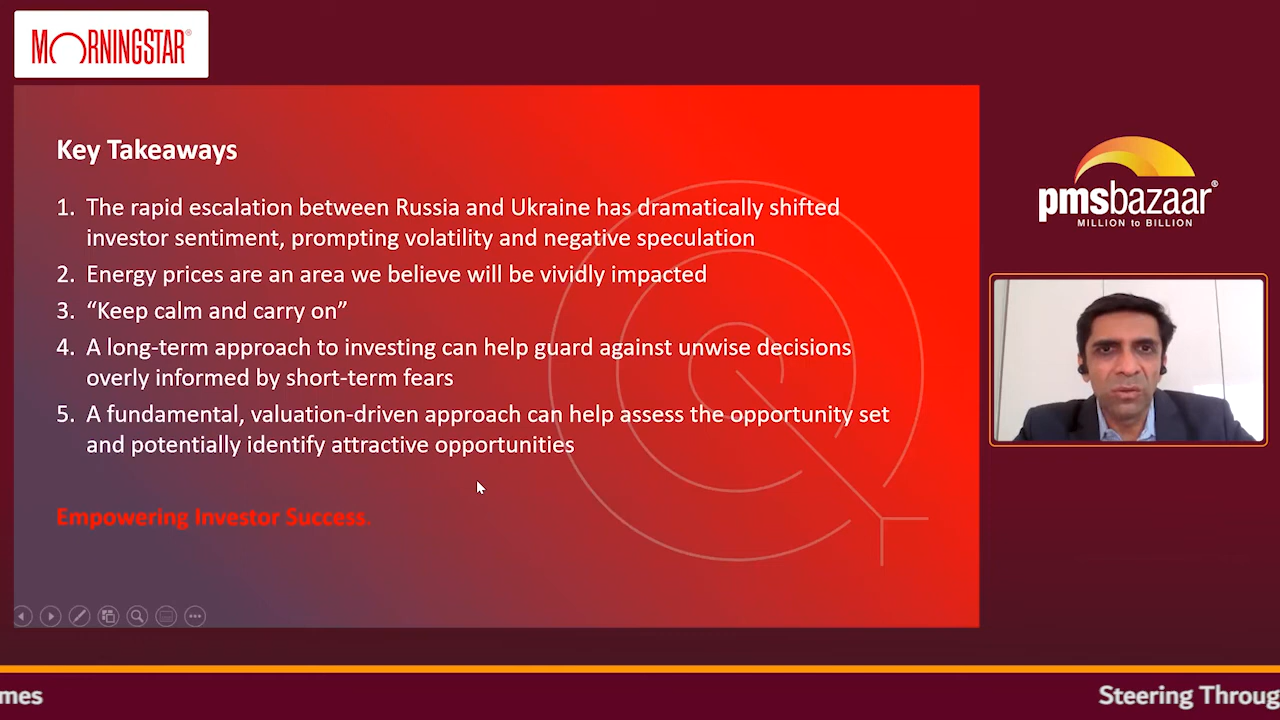 MORNINGSTAR®
Key Takeaways
1. The rapid escalation between Russia and Ukraine has dramatically shifted
investor sentiment, prompting volatility and negative speculation
2. Energy prices are an area we believe will be vividly impacted
3. “Keep calm and carry on”
4. A long-term approach to investing can help guard against unwise decisions
overly informed by short-term fears
5. A fundamental, valuation-driven approach can help assess the opportunity set
and potentially identify attractive opportunities
Empowering Investor Success.
pmsbazaar®
MILLION to BILLION
mes
Steering Throug